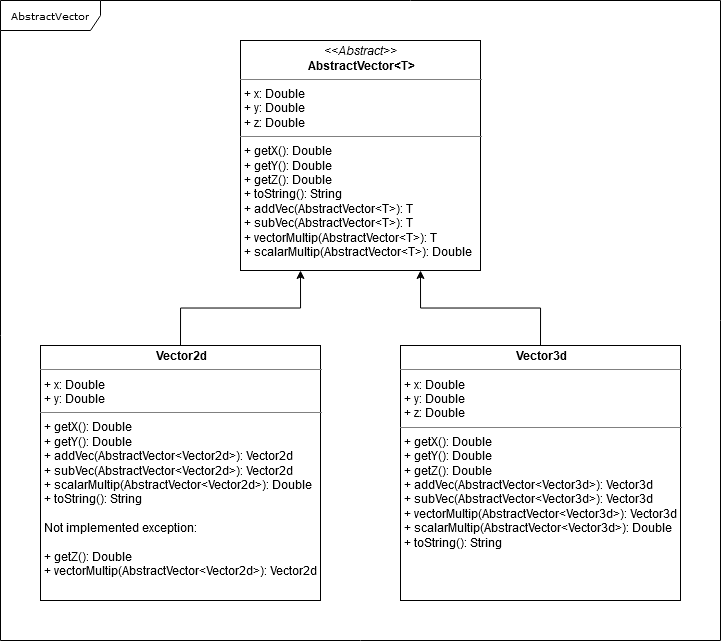 AbstractVector
<<Abstract>>
AbstractVector<T>
+ x: Double
+ y: Double
+ z: Double
+ getX(): Double
+ getY(): Double
+ getZ(): Double
+ toString(): String
+ addVec(AbstractVector<T>): T
+ subVec(AbstractVector<T>): T
+ vectorMultip(AbstractVector<T>): T
+ scalarMultip(AbstractVector<T>): Double
Vector2d
+ x: Double
+ y: Double
+ getX(): Double
+ getY(): Double
+ addVec(AbstractVector<Vector2d>): Vector2d
+ subVec(AbstractVector<Vector2d>): Vector2d
+ scalarMultip(AbstractVector<Vector2d>): Double
+ toString(): String
Not implemented exception:
+ getZ(): Double
+ vectorMultip(AbstractVector<Vector2d>): Vector2d
Vector3d
+ x: Double
+ y: Double
+ z: Double
+ getX(): Double
+ getY(): Double
+ getZ(): Double
+ addVec(AbstractVector<Vector3d>): Vector3d
+ subVec(AbstractVector<Vector3d>): Vector3d
+ vectorMultip(AbstractVector<Vector3d>): Vector3d
+ scalarMultip(AbstractVector<Vector3d>): Double
+ toString(): String